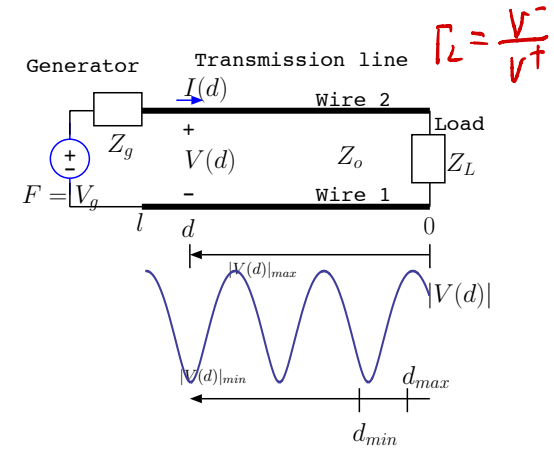 Γ_L = V⁻ / V⁺
Transmission line
Generator
I(d)
Wire 2
Load
+
Z_g
V(d)
Z_o
Z_L
+
−
F = V_g
−
Wire 1
l
d
0
|V(d)|_max
|V(d)|
|V(d)|_min
d_max
d_min